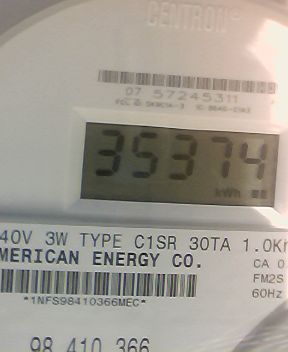 CENTRON®
07 57245311
35374
kWh
40V 3W TYPE C1SR 30TA 1.0K
MERICAN ENERGY CO.
CA 0
FM2S
*1NFS98410366MEC*
60Hz
98 410 366